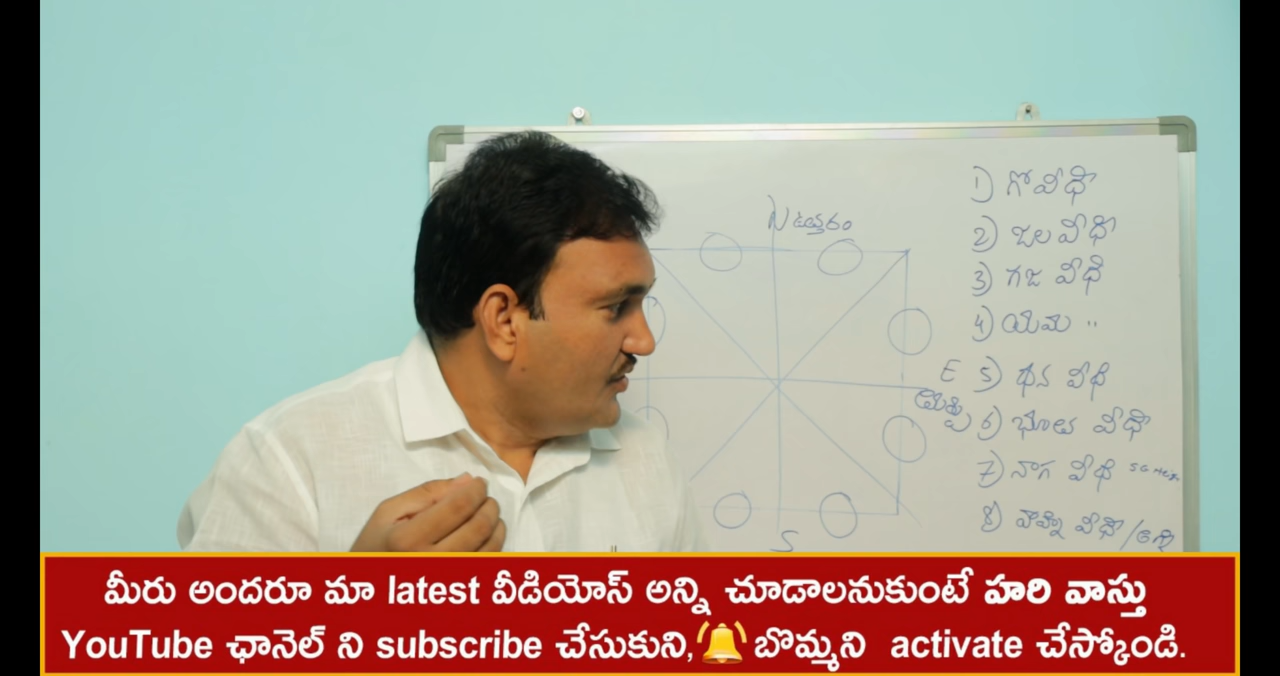 N ఉత్తరం
1) గో వీధి
2) జల వీధి
3) గజ వీధి
4) యమ "
E 5) ధన వీధి
6) భూత వీధి
7) నాగ వీధి
8) వాహ్ని వీధి /
S
మీరు అందరూ మా latest వీడియోస్ అన్ని చూడాలనుకుంటే హరి వాస్తు
YouTube ఛానెల్ ని subscribe చేసుకుని,🔔బొమ్మని activate చేస్కోండి.